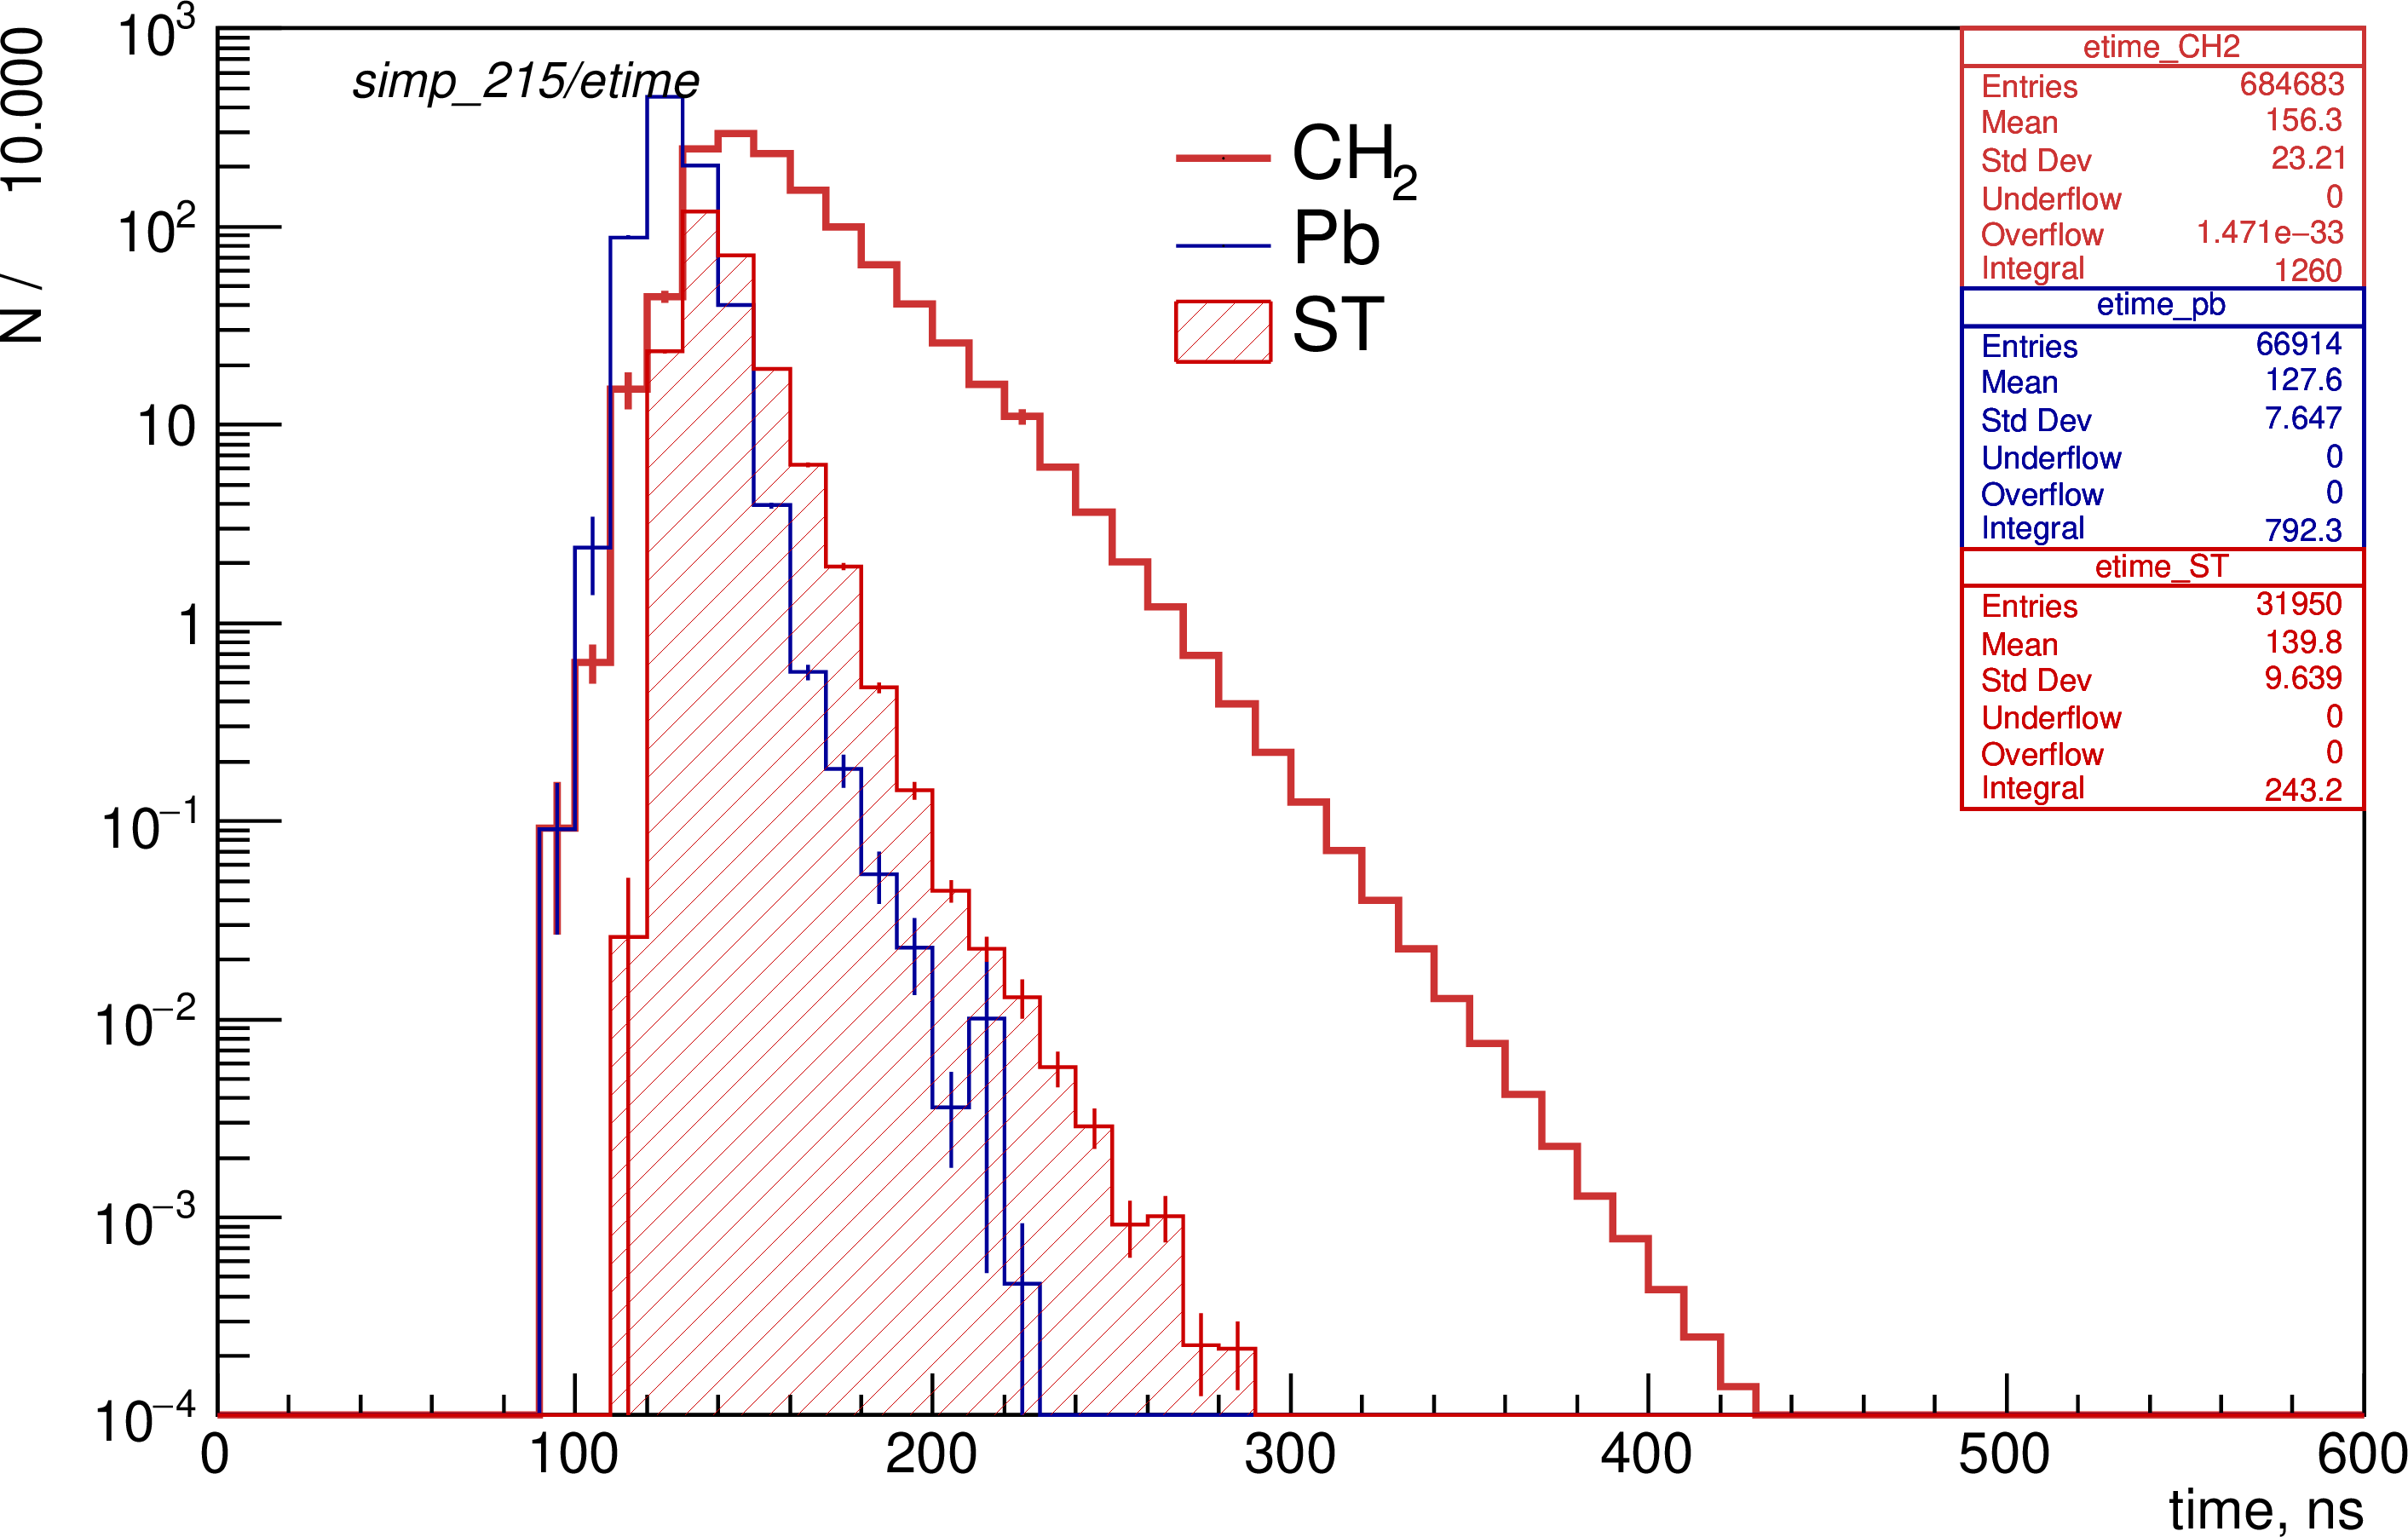 N / 10.0000
simp_215/etime
10³
10²
10
1
10⁻¹
10⁻²
10⁻³
10⁻⁴
CH₂
Pb
ST
etime_CH2
Entries 684683
Mean 156.3
Std Dev 23.21
Underflow 0
Overflow 1.471e−33
Integral 1260
etime_pb
Entries 66914
Mean 127.6
Std Dev 7.647
Underflow 0
Overflow 0
Integral 792.3
etime_ST
Entries 31950
Mean 139.8
Std Dev 9.639
Underflow 0
Overflow 0
Integral 243.2
0 100 200 300 400 500 600
time, ns